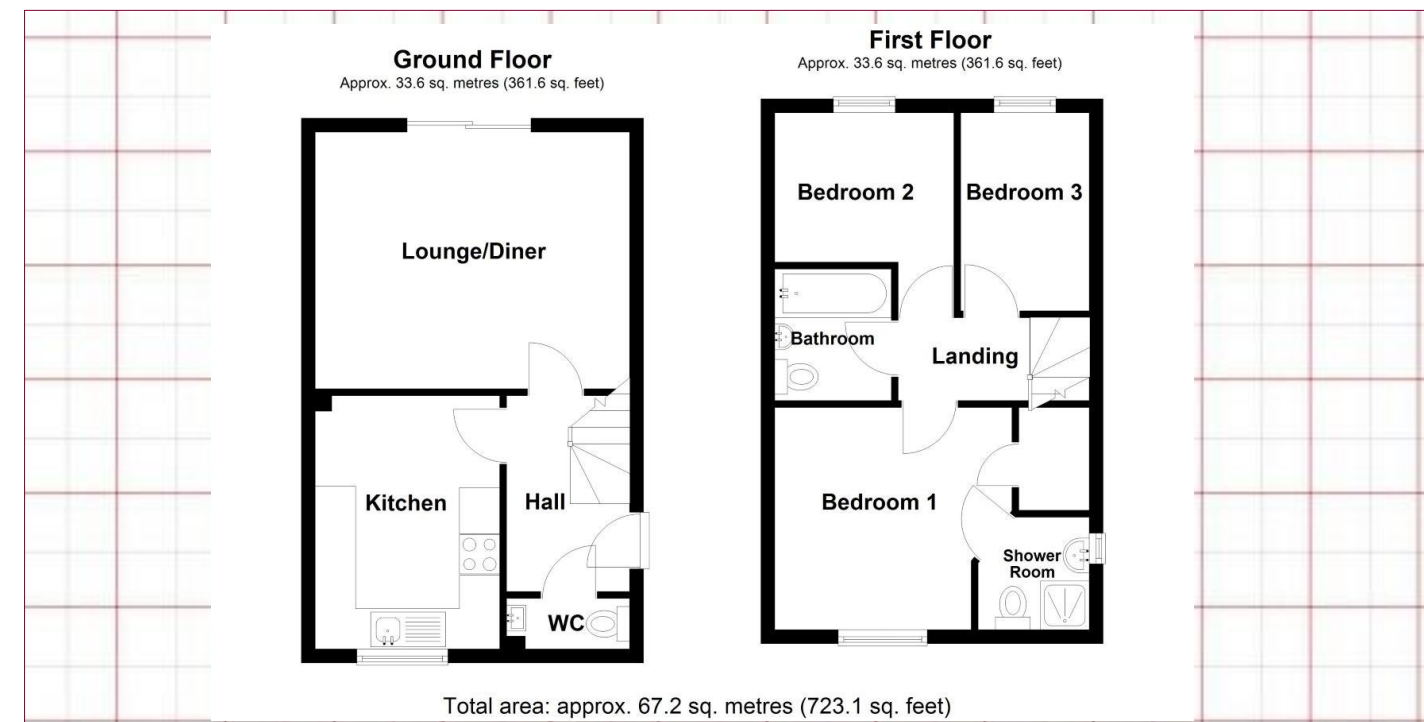 Ground Floor
Approx. 33.6 sq. metres (361.6 sq. feet)
Lounge/Diner
Kitchen
Hall
WC
First Floor
Approx. 33.6 sq. metres (361.6 sq. feet)
Bedroom 2
Bedroom 3
Bathroom
Landing
Bedroom 1
Shower
Room
Total area: approx. 67.2 sq. metres (723.1 sq. feet)